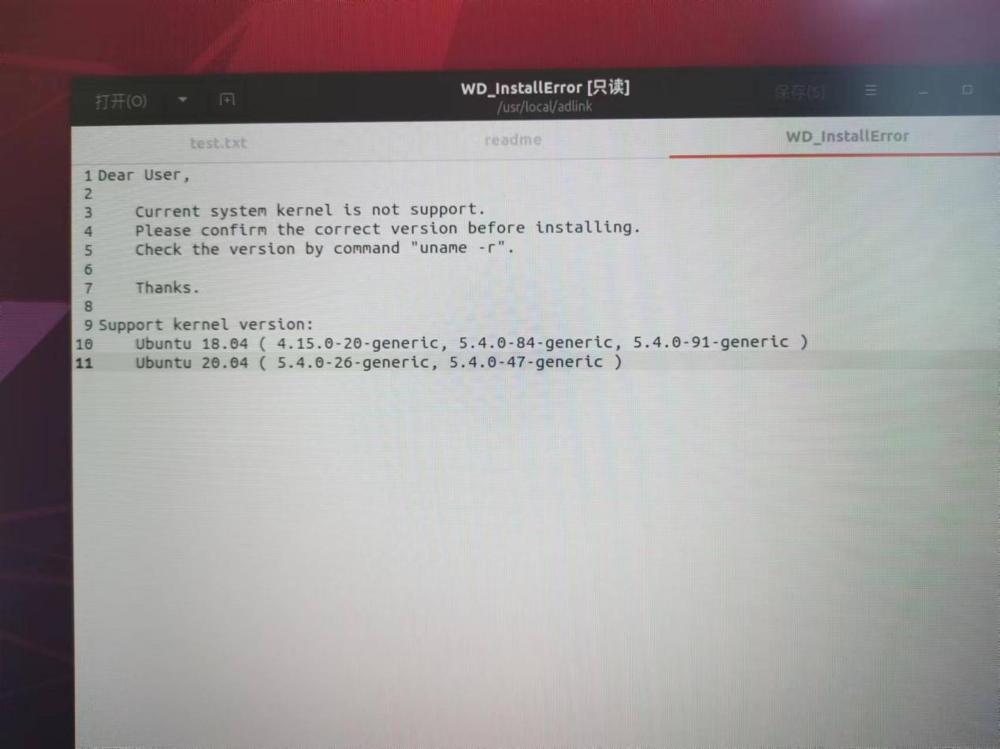 打开(O)
WD_InstallError [只读]
/usr/local/adlink
保存(S)
test.txt
readme
WD_InstallError
1 Dear User,
2
3 Current system kernel is not support.
4 Please confirm the correct version before installing.
5 Check the version by command "uname -r".
6
7 Thanks.
8
9 Support kernel version:
10 Ubuntu 18.04 ( 4.15.0-20-generic, 5.4.0-84-generic, 5.4.0-91-generic )
11 Ubuntu 20.04 ( 5.4.0-26-generic, 5.4.0-47-generic )